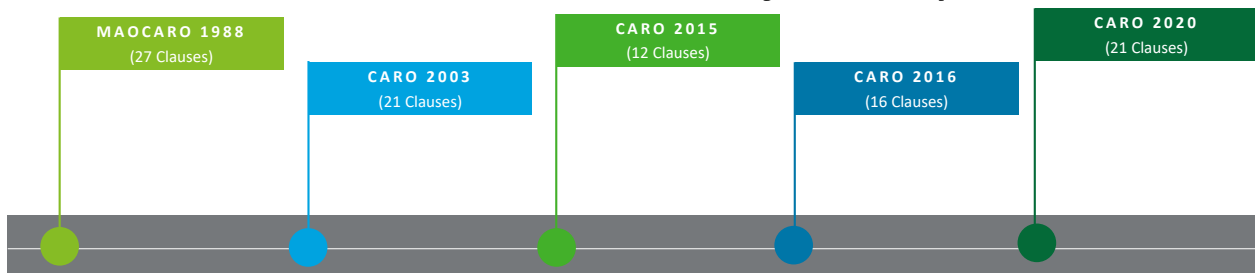 MAOCARO 1988
(27 Clauses)
CARO 2003
(21 Clauses)
CARO 2015
(12 Clauses)
CARO 2016
(16 Clauses)
CARO 2020
(21 Clauses)